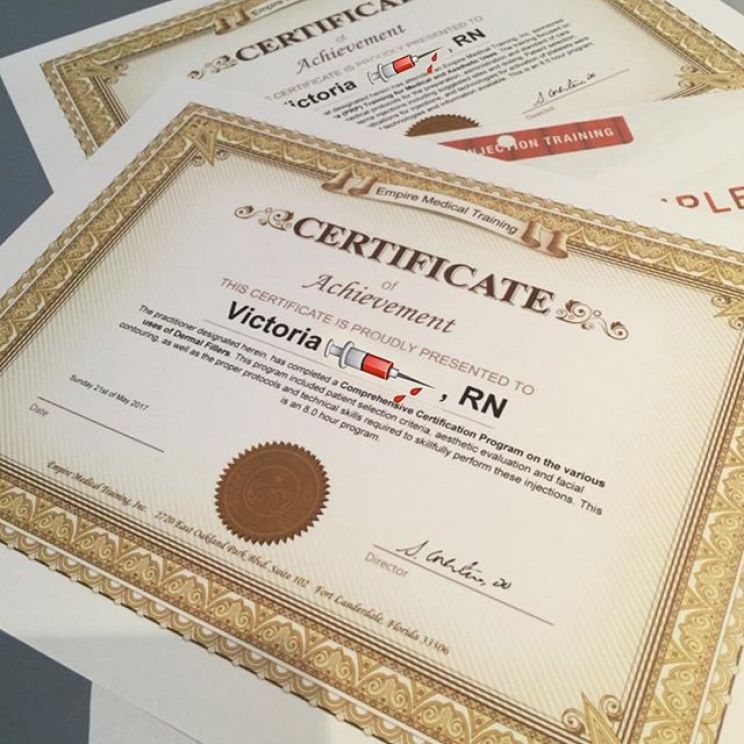 CERTIFICA
of
Achievement
CERTIFICATE IS PROUDLY PRESENTED TO
ictoria , RN
INJECTION TRAINING
PLE
Empire Medical Training
CERTIFICATE
of
Achievement
THIS CERTIFICATE IS PROUDLY PRESENTED TO
Victoria , RN
The practitioner designated herein, has completed a Comprehensive Certification Program on the various
uses of Dermal Fillers. This program included patient selection criteria, aesthetic evaluation and facial
contouring, as well as the proper protocols and technical skills required to skillfully perform these injections. This
is an 8.0 hour program.
Sunday 21st of May 2017
Date
Director
Empire Medical Training, Inc. 2720 East Oakland Park Blvd. Suite 102 Fort Lauderdale, Florida 33306